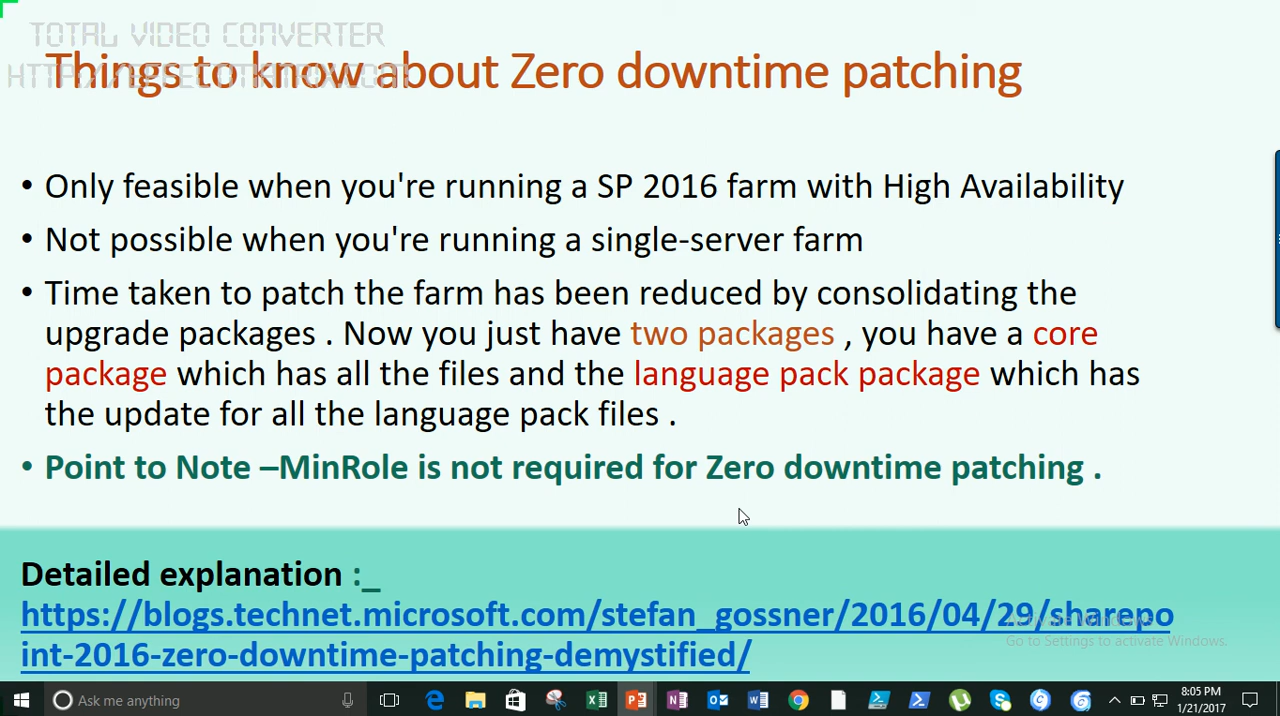 TOTAL VIDEO CONVERTER
Things to know about Zero downtime patching
• Only feasible when you're running a SP 2016 farm with High Availability
• Not possible when you're running a single-server farm
• Time taken to patch the farm has been reduced by consolidating the
upgrade packages . Now you just have two packages , you have a core
package which has all the files and the language pack package which has
the update for all the language pack files .
• Point to Note –MinRole is not required for Zero downtime patching .
Detailed explanation :_
https://blogs.technet.microsoft.com/stefan_gossner/2016/04/29/sharepo
int-2016-zero-downtime-patching-demystified/
Activate Windows
Go to Settings to activate Windows.
Ask me anything
8:05 PM
1/21/2017